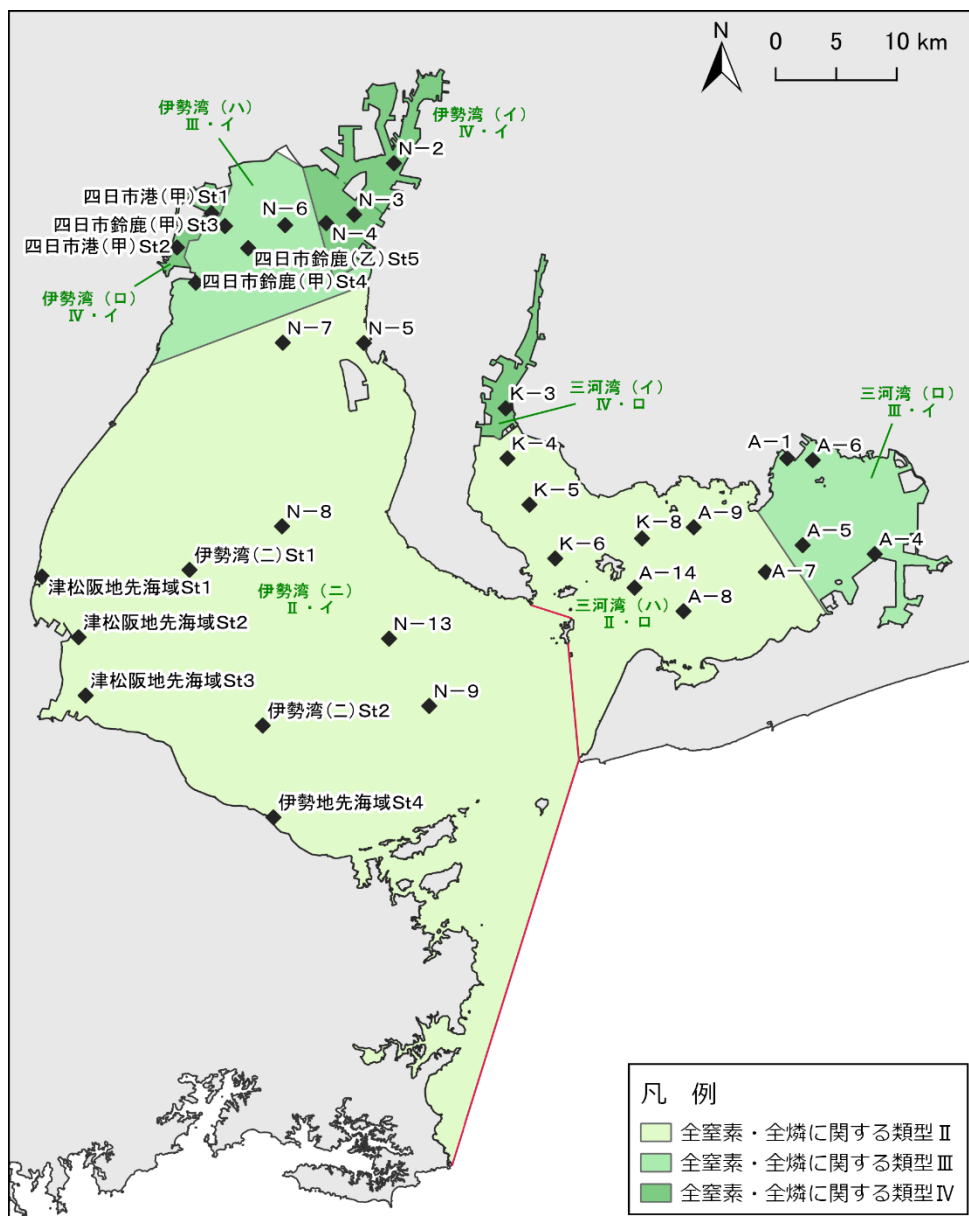 N
0 5 10 km
伊勢湾（ハ）
Ⅲ・イ
伊勢湾（イ）
Ⅳ・イ
N－2
四日市港(甲)St1
N－3
四日市鈴鹿(甲)St3
N－6
N－4
四日市港(甲)St2
四日市鈴鹿(乙)St5
四日市鈴鹿(甲)St4
伊勢湾（ロ）
Ⅳ・イ
N－7
N－5
三河湾（イ）
Ⅳ・ロ
三河湾（ロ）
Ⅲ・イ
K－3
K－4
A－1
A－6
K－5
N－8
K－8
A－9
A－5
A－4
K－6
伊勢湾(ニ)St1
津松阪地先海域St1
A－14
A－7
伊勢湾（ニ）
Ⅱ・イ
三河湾（ハ）
Ⅱ・ロ
A－8
津松阪地先海域St2
N－13
津松阪地先海域St3
N－9
伊勢湾(ニ)St2
伊勢地先海域St4
凡 例
全窒素・全燐に関する類型Ⅱ
全窒素・全燐に関する類型Ⅲ
全窒素・全燐に関する類型Ⅳ